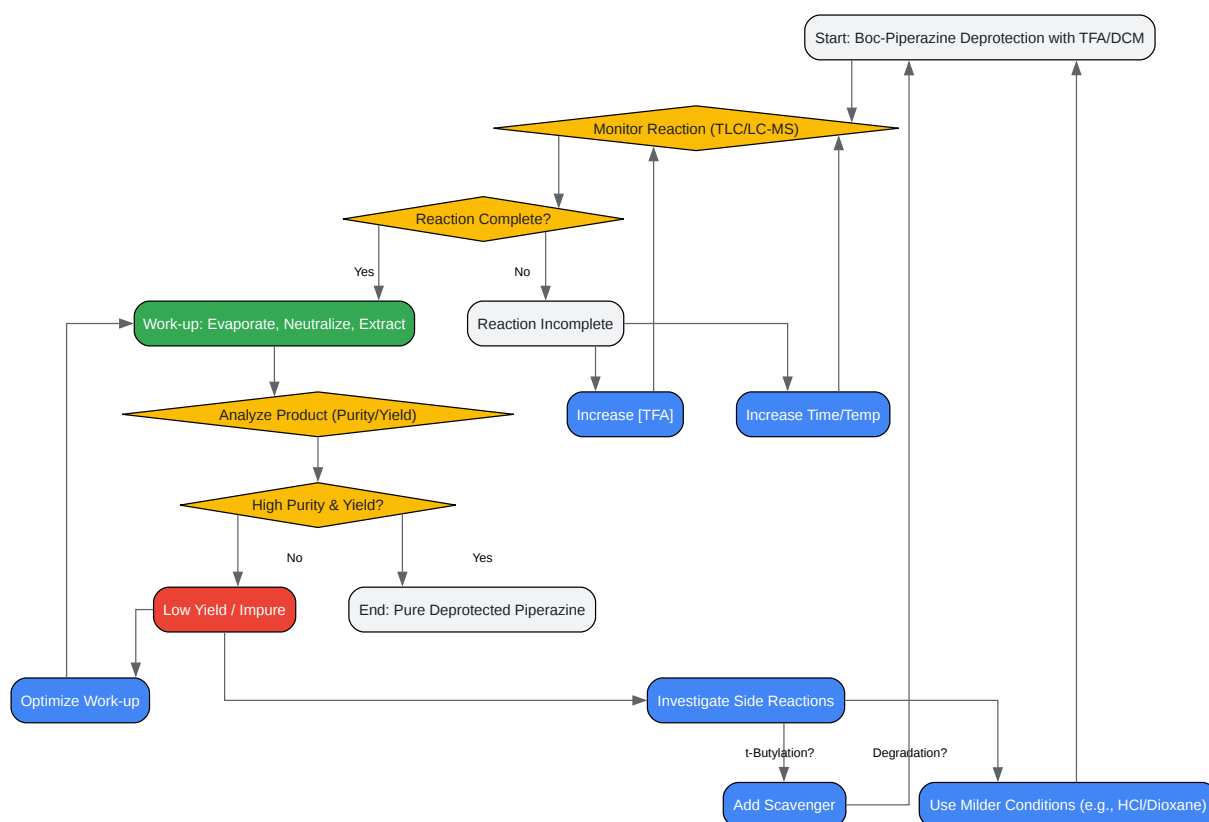 Start: Boc-Piperazine Deprotection with TFA/DCM
Monitor Reaction (TLC/LC-MS)
Reaction Complete?
Yes
No
Work-up: Evaporate, Neutralize, Extract
Reaction Incomplete
Analyze Product (Purity/Yield)
Increase [TFA]
Increase Time/Temp
High Purity & Yield?
No
Yes
Low Yield / Impure
End: Pure Deprotected Piperazine
Optimize Work-up
Investigate Side Reactions
t-Butylation?
Degradation?
Add Scavenger
Use Milder Conditions (e.g., HCl/Dioxane)